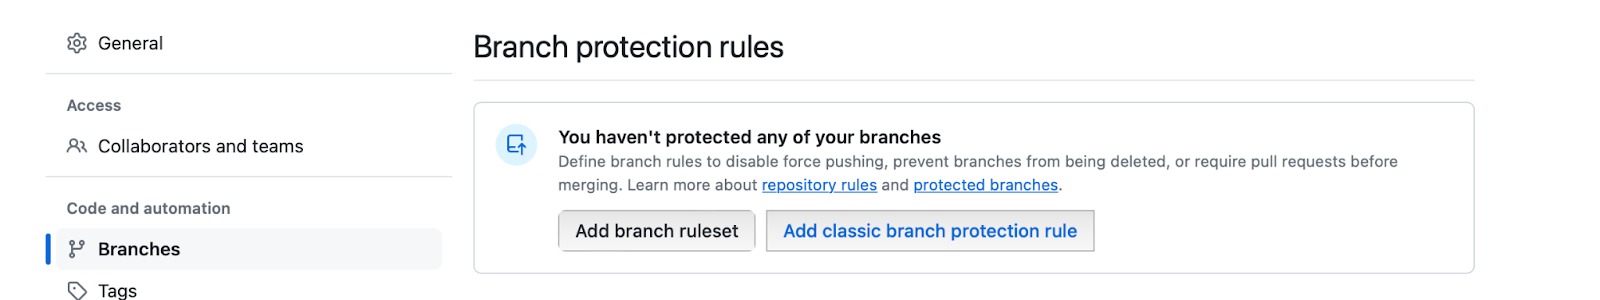 General
Access
Collaborators and teams
Code and automation
Branches
Tags
Branch protection rules
You haven't protected any of your branches
Define branch rules to disable force pushing, prevent branches from being deleted, or require pull requests before
merging. Learn more about repository rules and protected branches.
Add branch ruleset
Add classic branch protection rule